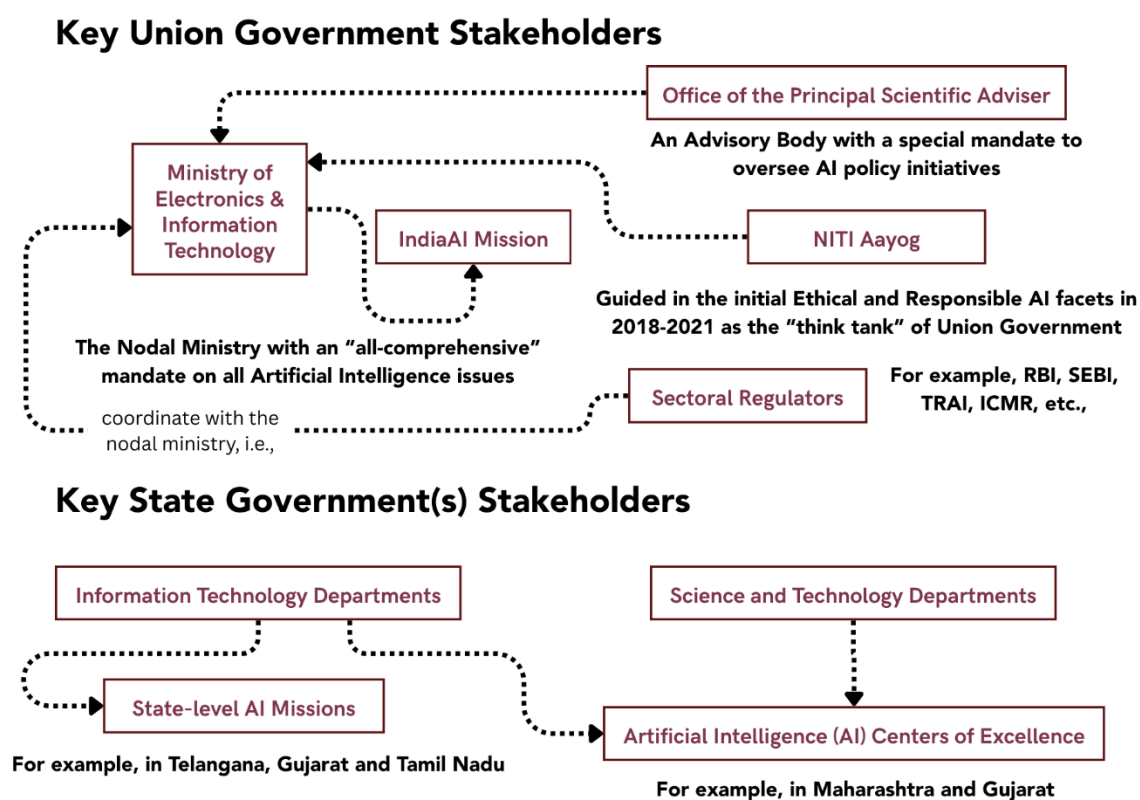 Key Union Government Stakeholders
Office of the Principal Scientific Adviser
An Advisory Body with a special mandate to
oversee AI policy initiatives
Ministry of
Electronics &
Information
Technology
IndiaAI Mission
NITI Aayog
Guided in the initial Ethical and Responsible AI facets in
2018-2021 as the “think tank“ of Union Government
The Nodal Ministry with an “all-comprehensive”
mandate on all Artificial Intelligence issues
Sectoral Regulators
For example, RBI, SEBI,
TRAI, ICMR, etc.,
coordinate with the
nodal ministry, i.e.,
Key State Government(s) Stakeholders
Information Technology Departments
Science and Technology Departments
State-level AI Missions
For example, in Telangana, Gujarat and Tamil Nadu
Artificial Intelligence (AI) Centers of Excellence
For example, in Maharashtra and Gujarat